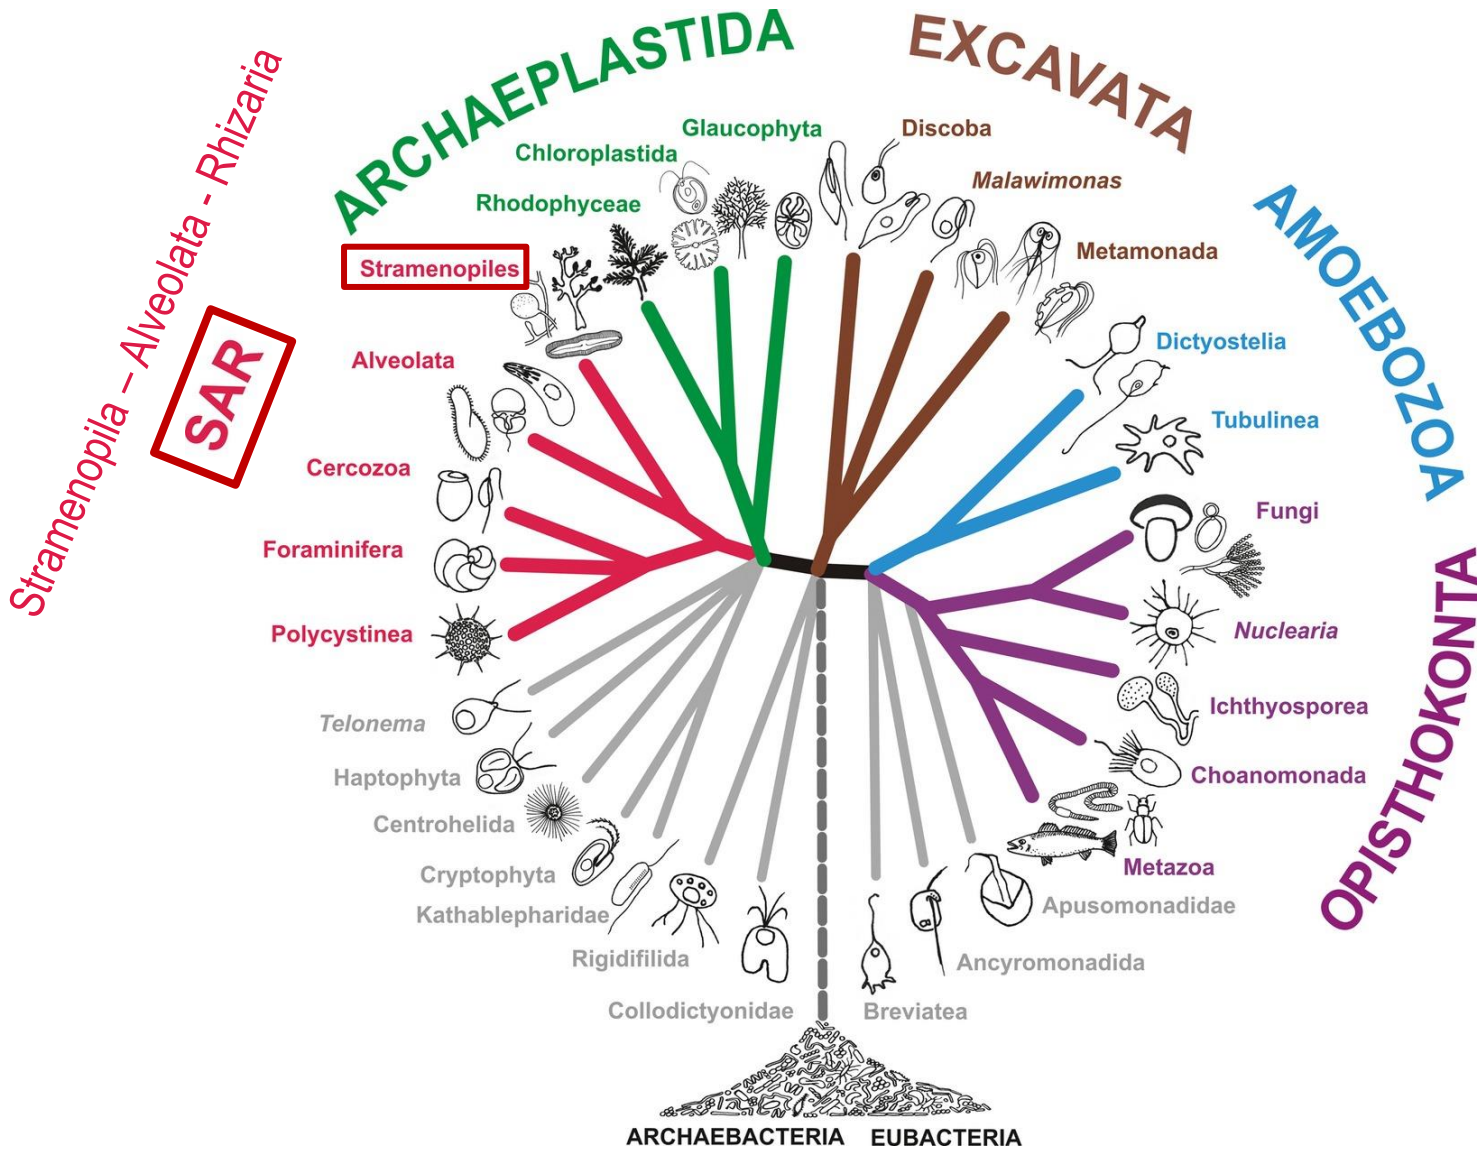 ARCHAEPLASTIDA
EXCAVATA
AMOEBOZOA
OPISTHOKONTA
Stramenopila – Alveolata - Rhizaria
SAR
Glaucophyta
Chloroplastida
Rhodophyceae
Stramenopiles
Alveolata
Cercozoa
Foraminifera
Polycystinea
Telonema
Haptophyta
Centrohelida
Cryptophyta
Kathablepharidae
Rigidifilida
Collodictyonidae
Discoba
Malawimonas
Metamonada
Dictyostelia
Tubulinea
Fungi
Nuclearia
Ichthyosporea
Choanomonada
Metazoa
Apusomonadidae
Ancyromonadida
Breviatea
ARCHAEBACTERIA EUBACTERIA